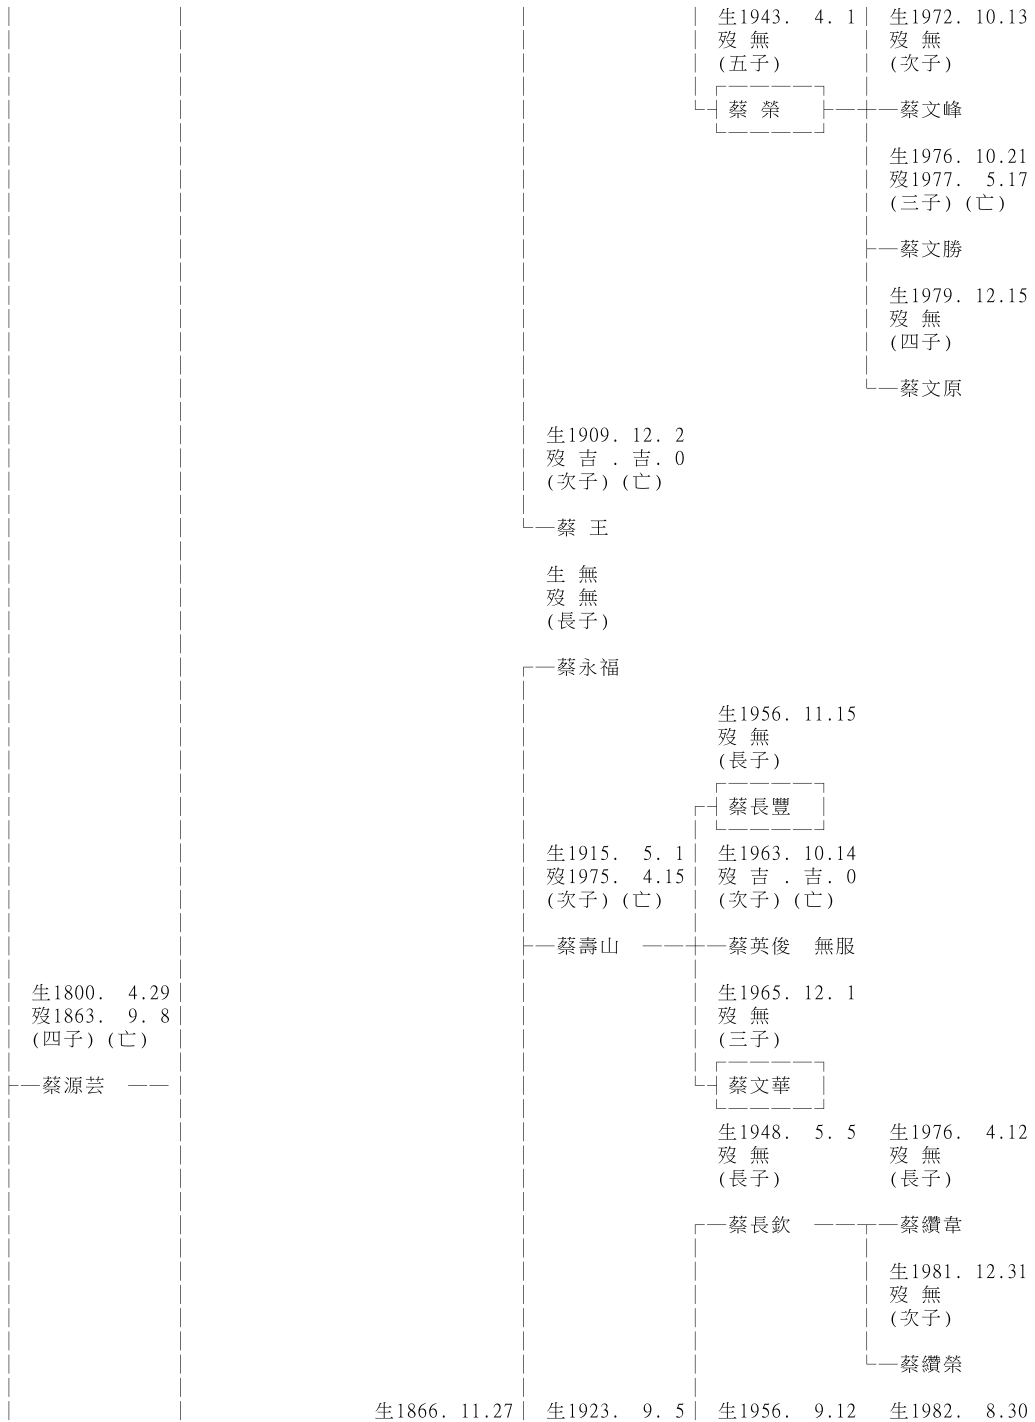 生1943. 4. 1 生1972. 10.13
歿 無 歿 無
(五子) (次子)
蔡 榮 蔡文峰
生1976. 10.21
歿1977. 5.17
(三子)(亡)
蔡文勝
生1979. 12.15
歿 無
(四子)
蔡文原
生1909. 12. 2
歿 吉 . 吉. 0
(次子)(亡)
蔡 王
生 無
歿 無
(長子)
蔡永福
生1956. 11.15
歿 無
(長子)
蔡長豐
生1915. 5. 1 生1963. 10.14
歿1975. 4.15 歿 吉 . 吉. 0
(次子)(亡) (次子)(亡)
蔡壽山 蔡英俊 無服
生1800. 4.29 生1965. 12. 1
歿1863. 9. 8 歿 無
(四子)(亡) (三子)
蔡源芸 蔡文華
生1948. 5. 5 生1976. 4.12
歿 無 歿 無
(長子) (長子)
蔡長欽 蔡纘韋
生1981. 12.31
歿 無
(次子)
蔡纘榮
生1866. 11.27 生1923. 9. 5 生1956. 9.12 生1982. 8.30